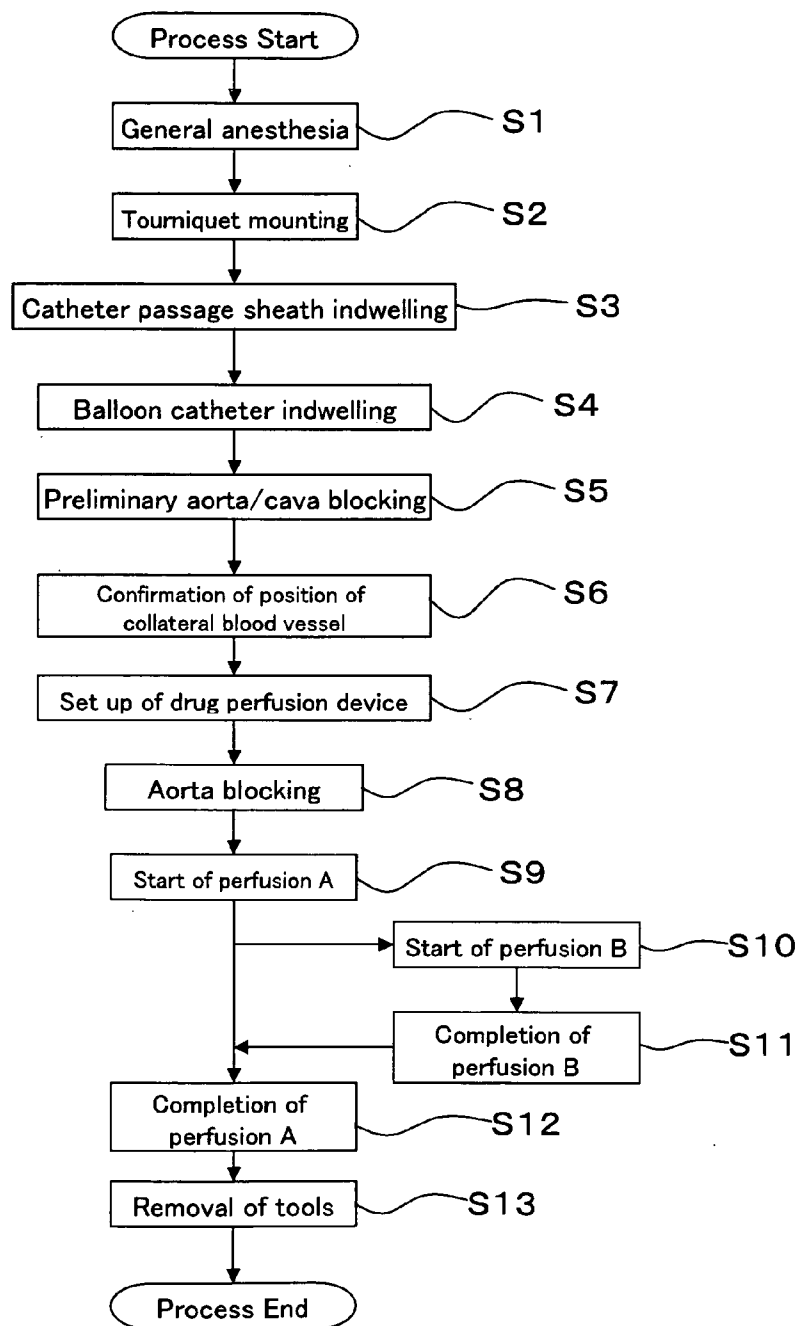 Process Start
General anesthesia
S1
Tourniquet mounting
S2
Catheter passage sheath indwelling
S3
Balloon catheter indwelling
S4
Preliminary aorta/cava blocking
S5
Confirmation of position of
collateral blood vessel
S6
Set up of drug perfusion device
S7
Aorta blocking
S8
Start of perfusion A
S9
Start of perfusion B
S10
Completion of
perfusion B
S11
Completion of
perfusion A
S12
Removal of tools
S13
Process End